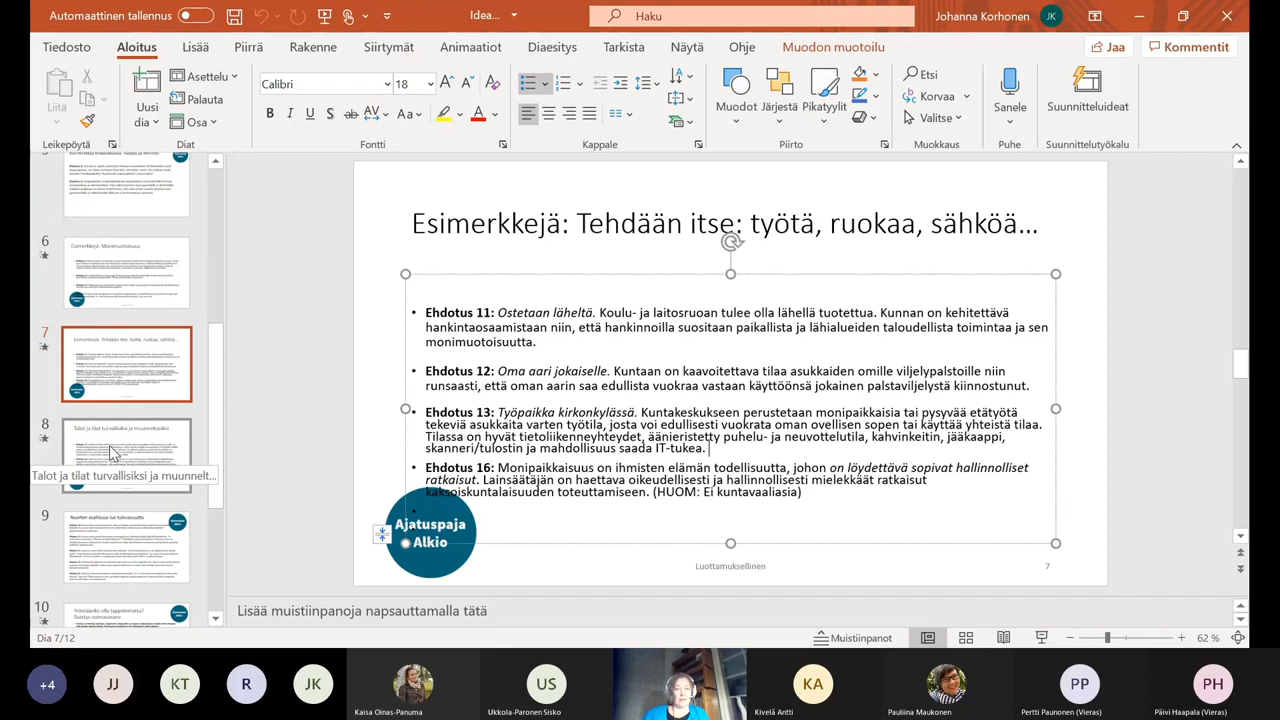 Automaattinen tallennus
Idea...
Haku
Johanna Korhonen
JK
Tiedosto
Aloitus
Lisää
Piirrä
Rakenne
Siirtymät
Animaatiot
Diaesitys
Tarkista
Näytä
Ohje
Muodon muotoilu
Jaa
Kommentit
Liitä
Uusi
dia
Asettelu
Palauta
Osa
Calibri
18
Muodot
Järjestä
Pikatyylit
Etsi
Korvaa
Valitse
Sanele
Suunnitteluideat
Leikepöytä
Diat
Fontti
Kappale
Piirto
Muokkaus
Puhe
Suunnittelutyökalu
6
Esimerkkejä: Monimuotoisuus
7
Esimerkkejä: Tehdään itse: työtä, ruokaa, sähköä...
8
Talot ja tilat turvallisiksi ja muunneltaviksi
Talot ja tilat turvallisiksi ja muunnelt...
9
Nuorten osallisuus luo tulevaisuutta
10
Sivistys voimavarana
Esimerkkejä: Tehdään itse: työtä, ruokaa, sähköä...
• Ehdotus 11: Ostetaan läheltä. Koulu- ja laitosruoan tulee olla lähellä tuotettua. Kunnan on kehitettävä
hankintaosaamistaan niin, että hankinnoilla suositaan paikallista ja lähialueiden taloudellista toimintaa ja sen
monimuotoisuutta.
• Ehdotus 12: Oma aari jokaiselle. Kuntaan on kaavoitettava tilaa asukkaiden omille viljelypalstoille niin
runsaasti, että oman aarin saa edullista vuokraa vastaan käyttöönsä jokainen palstaviljelystä kiinnostunut.
• Ehdotus 13: Työpaikka kirkonkylässä. Kuntakeskukseen perustetaan monipaikkaisia tai pysyvää etätyötä
tekeviä asukkaita varten työtila, josta voi edullisesti vuokrata oman ovellisen sopen tai käyttää yhteistä tilaa.
Tilassa on hyvät tietoliikenneyhteydet, äänieristetty puhelu- ja neuvottelutila, kahvinkeitin, jääkaappi,
skanneri/tulostin ja mahdollisuus saada IT-tukea.
• Ehdotus 16: Monipaikkaisuus on ihmisten elämän todellisuutta, johon on löydettävä sopivat hallinnolliset
ratkaisut. Lainsäätäjän on haettava oikeudellisesti ja hallinnollisesti mielekkäät ratkaisut
kaksoiskuntalaisuuden toteuttamiseen. (HUOM: Ei kuntavaaliasia)
Ajatuspaja
Alkio
Luottamuksellinen
7
Lisää muistiinpanoja napsauttamalla tätä
Dia 7/12
Muistiinpanot
62 %
+4
JJ
KT
R
JK
US
KA
PP
PH
Kaisa Oinas-Panuma
Ukkola-Paronen Sisko
Kivelä Antti
Pauliina Maukonen
Pertti Paunonen (Vieras)
Päivi Haapala (Vieras)